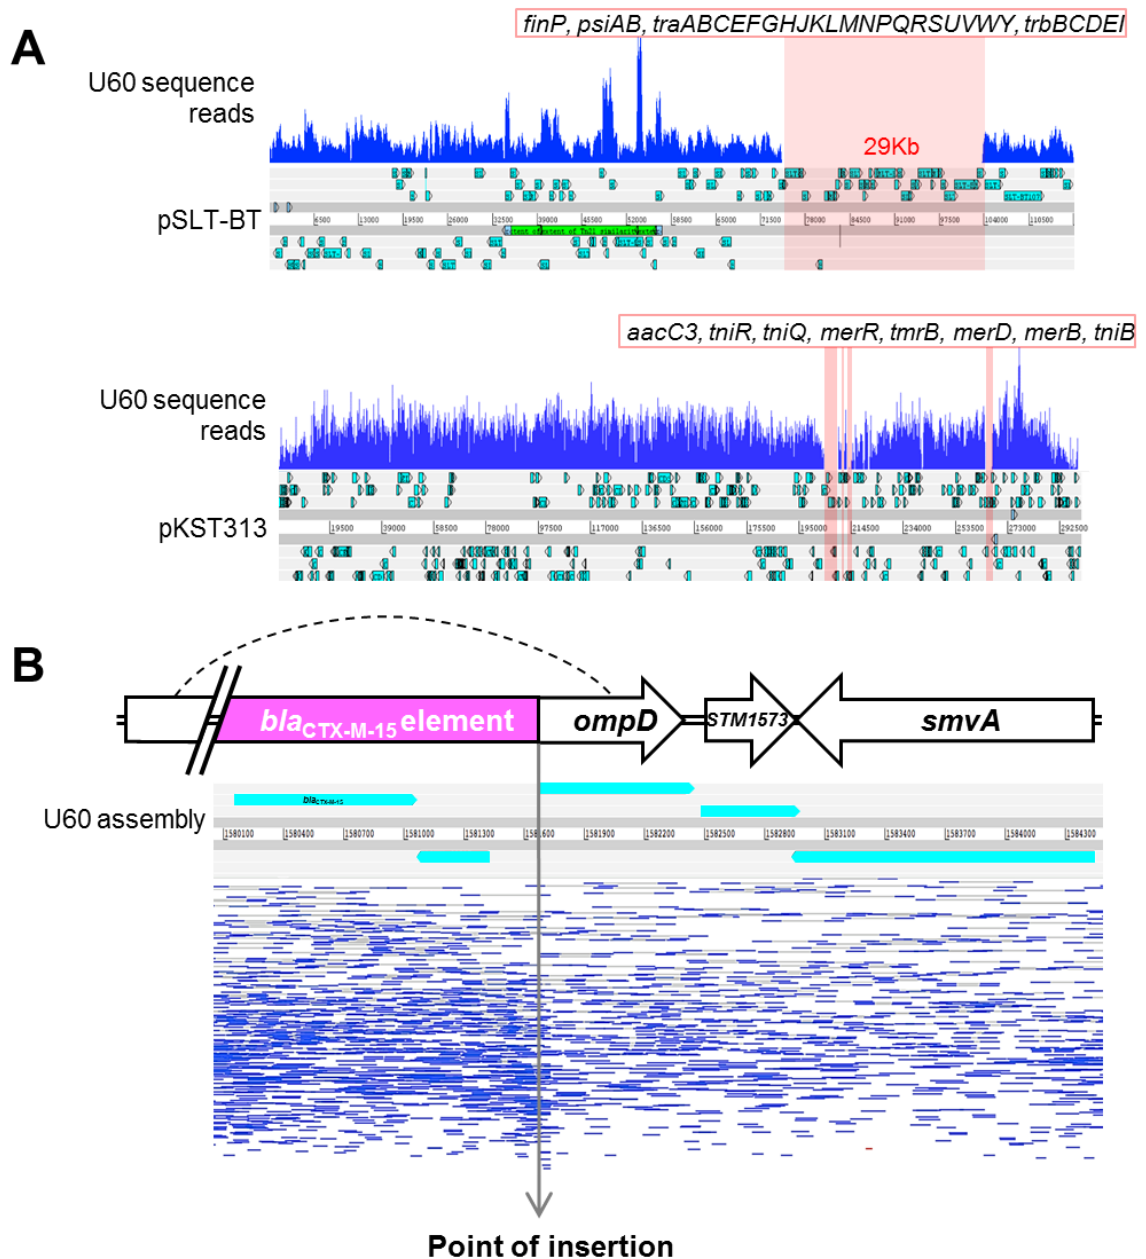 A
finP, psiAB, traABCEFGHJKLMNPQRSUVWY, trbBCDEI
U60 sequence
reads
29Kb
pSLT-BT
6500 13000 19500 26000 32500 39000 45500 52000 58500 65000 71500 78000 84500 91000 97500 104000 110500
aacC3, tniR, tniQ, merR, tmrB, merD, merB, tniB
U60 sequence
reads
pKST313
19500 39000 58500 78000 97500 117000 136500 156000 175500 195000 214500 234000 253500 273000 292500
B
blaCTX-M-15 element
ompD
STM1573
smvA
blaCTX-M-15
U60 assembly
1580100 1580400 1580700 1581000 1581300 1581900 1582200 1582500 1582800 1583100 1583400 1583700 1584000 1584300
Point of insertion